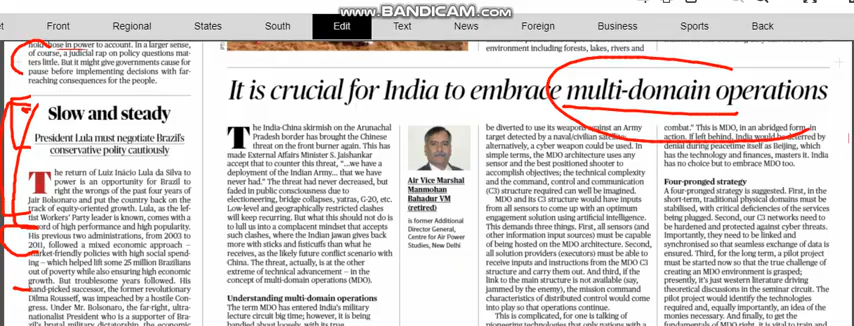 www.BANDICAM.com
Front Regional States South Edit Text News Foreign Business Sports Back
hold those in power to account. In a larger sense,
of course, a judicial rap on policy questions mat-
ters little. But it might give governments cause for
pause before implementing decisions with far-
reaching consequences for the people.
Slow and steady
President Lula must negotiate Brazil's
conservative polity cautiously
The return of Luiz Inácio Lula da Silva to
power is an opportunity for Brazil to
right the wrongs of the past four years of
Jair Bolsonaro and put the country back on the
track of equity-oriented growth. Lula, as the lef-
tist Workers' Party leader is known, comes with a
record of high performance and high popularity.
His previous two administrations, from 2003 to
2011, followed a mixed economic approach –
market-friendly policies with high social spend-
ing – which helped lift some 25 million Brazilians
out of poverty while also ensuring high economic
growth. But troublesome years followed. His
hand-picked successor, the former revolutionary
Dilma Rousseff, was impeached by a hostile Con-
gress. Under Mr. Bolsonaro, the far-right, ultra-
nationalist President who is a supporter of Bra-
zil's brutal military dictatorship, the economic
environment including forests, lakes, rivers and
It is crucial for India to embrace multi-domain operations
The India-China skirmish on the Arunachal
Pradesh border has brought the Chinese
threat on the front burner again. This has
made External Affairs Minister S. Jaishankar
accept that to counter this threat, "...we have a
deployment of the Indian Army... that we have
never had." The threat had never decreased, but
faded in public consciousness due to
electioneering, bridge collapses, yatras, G-20, etc.
Low-level and geographically restricted clashes
will keep recurring. But what this should not do is
to lull us into a complacent mindset that accepts
such clashes, where the Indian jawan gives back
more with sticks and fisticuffs than what he
receives, as the likely future conflict scenario with
China. The threat, actually, is at the other
extreme of technical advancement – in the
concept of multi-domain operations (MDO).
Understanding multi-domain operations
The term MDO has entered India's military
lecture circuit big time; however, it is being
bandied about loosely, with its true
Air Vice Marshal
Manmohan
Bahadur VM
(retired)
is former Additional
Director General,
Centre for Air Power
Studies, New Delhi
be diverted to use its weapons against an Army
target detected by a naval/civilian satellite;
alternatively, a cyber weapon could be used. In
simple terms, the MDO architecture uses any
sensor and the best positioned shooter to
accomplish objectives; the technical complexity
and the command, control and communication
(C3) structure required can well be imagined.
MDO and its C3 structure would have inputs
from all sensors to come up with an optimum
engagement solution using artificial intelligence.
This demands three things. First, all sensors (and
other information input sources) must be capable
of being hosted on the MDO architecture. Second,
all solution providers (executors) must be able to
receive inputs and instructions from the MDO C3
structure and carry them out. And third, if the
link to the main structure is not available (say,
jammed by the enemy), the mission command
characteristics of distributed control would come
into play so that operations continue.
This is complicated, for one is talking of
pioneering technologies that only nations with a
combat." This is MDO, in an abridged form, in
action. If left behind, India would be deterred by
denial during peacetime itself as Beijing, which
has the technology and finances, masters it. India
has no choice but to embrace MDO too.
Four-pronged strategy
A four-pronged strategy is suggested. First, in the
short-term, traditional physical domains must be
stabilised, with critical deficiencies of the services
being plugged. Second, our C3 networks need to
be hardened and protected against cyber threats.
Importantly, they need to be linked and
synchronised so that seamless exchange of data is
ensured. Third, for the long term, a pilot project
must be started now so that the true challenge of
creating an MDO environment is grasped;
presently, it's just western literature driving
theoretical discussions in the seminar circuit. The
pilot project would identify the technologies
required and, equally importantly, an idea of the
monies necessary. And finally, to get the
fundamentals of MDO right, it is vital to train and